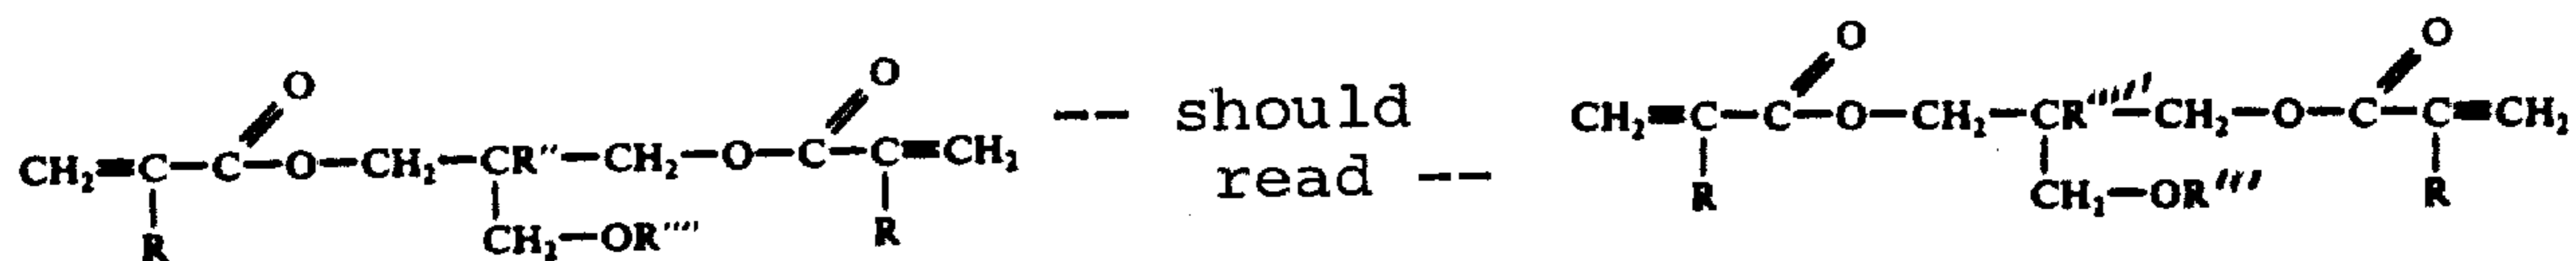 O O -- should O O
CH₂=C—C—O—CH₂—CR''—CH₂—O—C—C=CH₂ read -- CH₂=C—C—O—CH₂—CR''''''—CH₂—O—C—C=CH₂
R CH₂—OR'''' R R CH₂—OR''' R